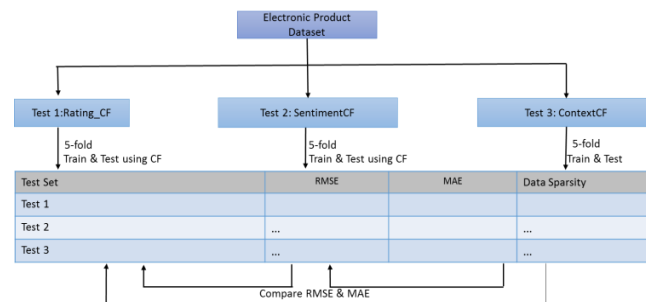 Electronic Product
Dataset
Test 1:Rating_CF
Test 2: SentimentCF
Test 3: ContextCF
5-fold
Train & Test using CF
5-fold
Train & Test using CF
5-fold
Train & Test
Test Set RMSE MAE Data Sparsity
Test 1
Test 2 ... ...
Test 3 ... ...
Compare RMSE & MAE